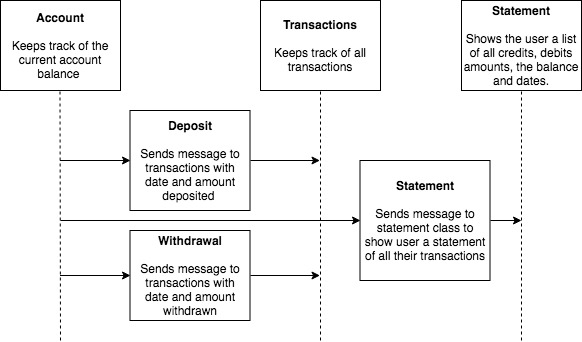 Account
Keeps track of the
current account
balance
Transactions
Keeps track of all
transactions
Statement
Shows the user a list
of all credits, debits
amounts, the balance
and dates.
Deposit
Sends message to
transactions with
date and amount
deposited
Statement
Sends message to
statement class to
show user a statement
of all their transactions
Withdrawal
Sends message to
transactions with
date and amount
withdrawn